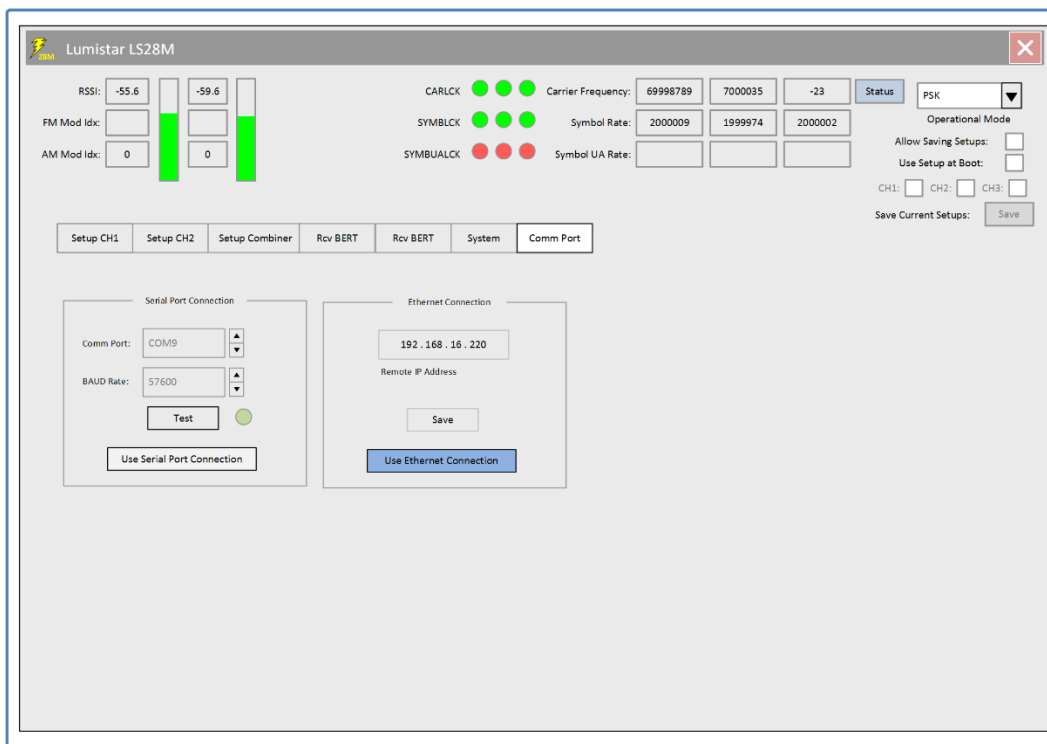 28M Lumistar LS28M
RSSI: -55.6 -59.6 CARLCK Carrier Frequency: 69998789 7000035 -23 Status PSK
FM Mod Idx: SYMBLCK Symbol Rate: 2000009 1999974 2000002 Operational Mode
AM Mod Idx: 0 0 SYMBUALCK Symbol UA Rate: Allow Saving Setups:
Use Setup at Boot:
CH1: CH2: CH3:
Save Current Setups: Save
Setup CH1 Setup CH2 Setup Combiner Rcv BERT Rcv BERT System Comm Port
Serial Port Connection Ethernet Connection
Comm Port: COM9 192 . 168 . 16 . 220
Remote IP Address
BAUD Rate: 57600
Test Save
Use Serial Port Connection Use Ethernet Connection